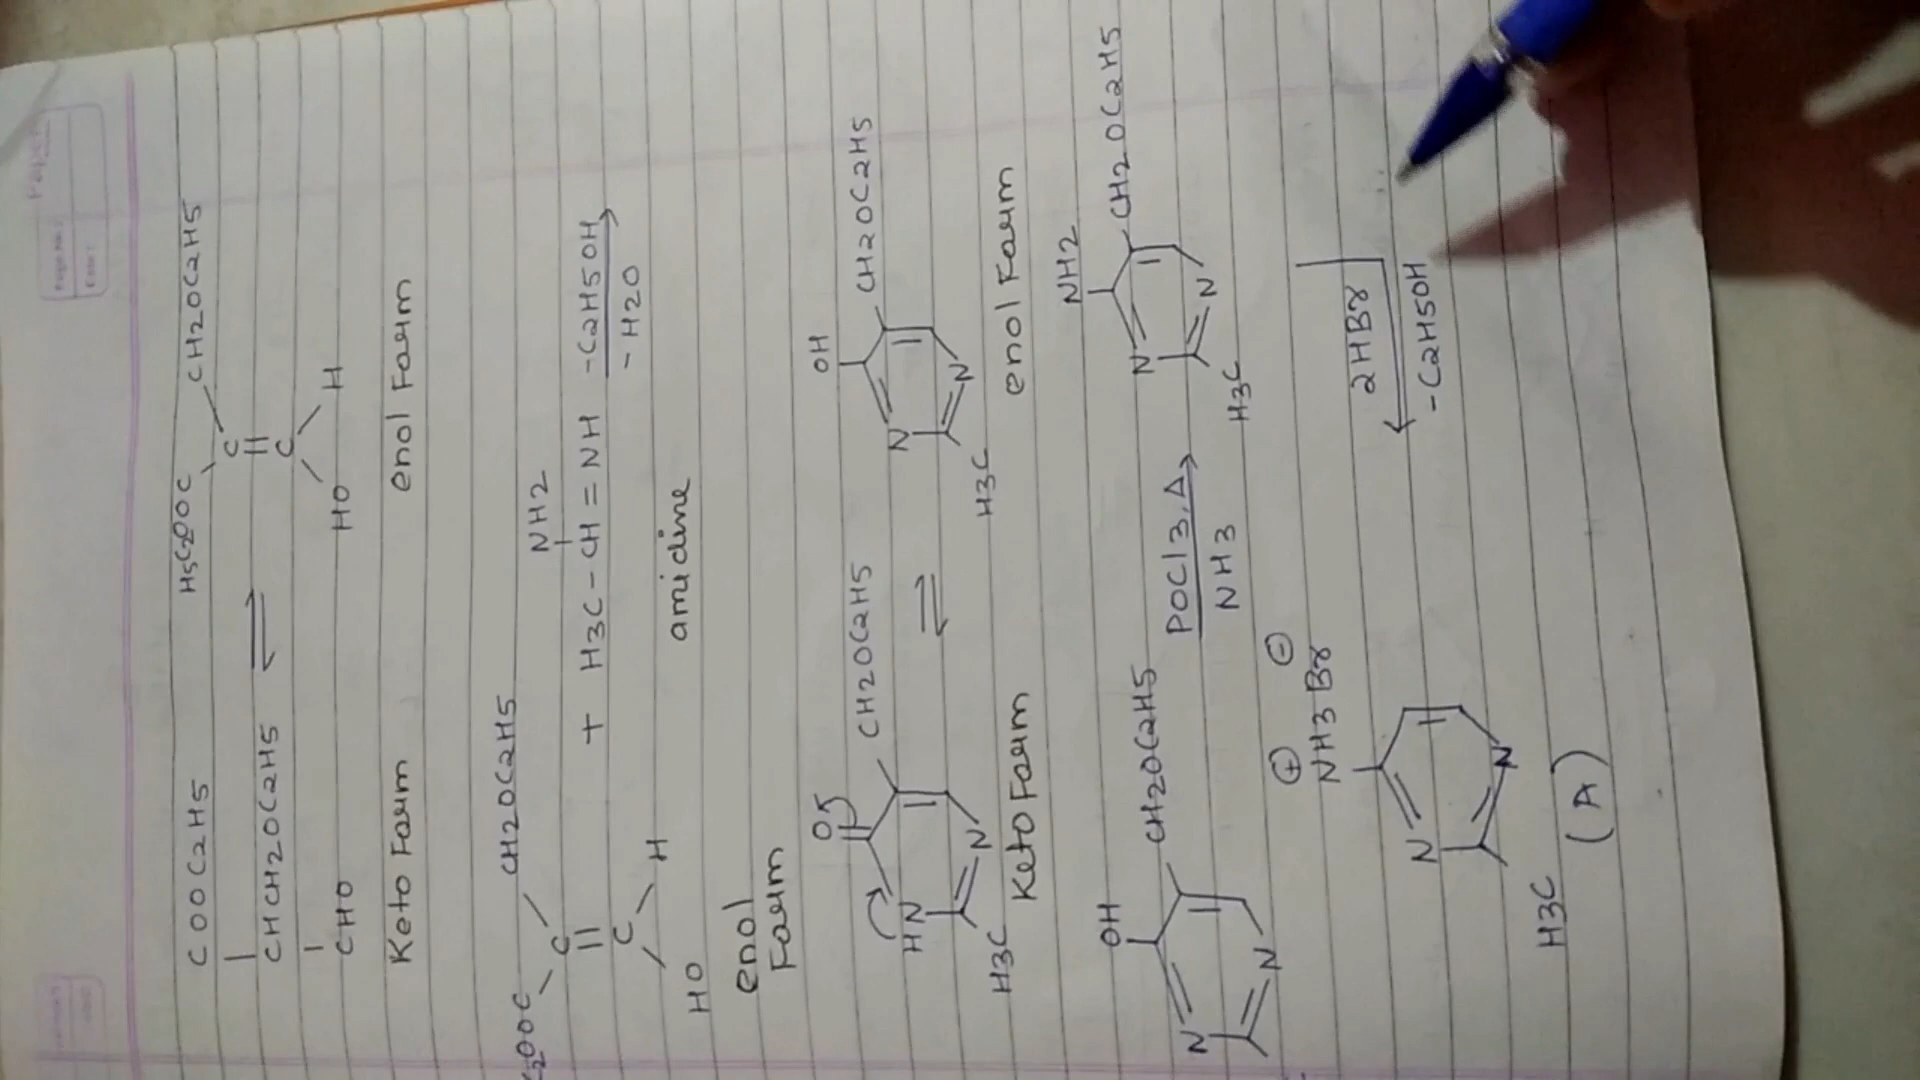 COOC2H5
H5C2OOC CH2OC2H5
CHCH2OC2H5 ⇌ C
=
C
CHO HO H
Keto Form enol Form
C2OOC CH2OC2H5 NH2
C + H3C - CH = NH -C2H5OH
= - H2O
C
HO H amidine
enol
Form
O OH
CH2OC2H5 CH2OC2H5
HN ⇌ N
N N
H3C H3C
Keto Form enol Form
OH NH2
CH2OC2H5 POCl3, Δ CH2OC2H5
N NH3 N
N N
H3C
⊕ ⊖
NH3 Br 2HBr
-C2H5OH
N
N
H3C
(A)